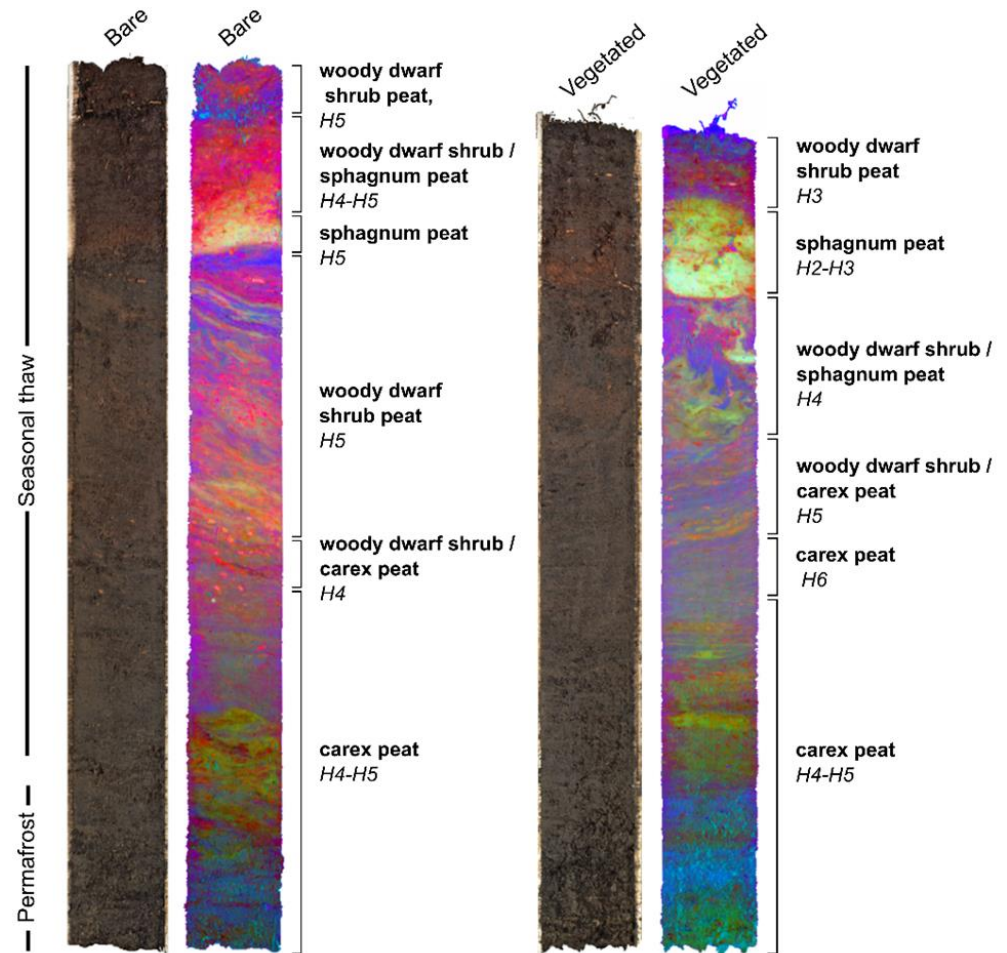 Bare
Bare
Vegetated
Vegetated
Seasonal thaw
Permafrost
woody dwarf
shrub peat,
H5
woody dwarf shrub /
sphagnum peat
H4-H5
sphagnum peat
H5
woody dwarf
shrub peat
H5
woody dwarf shrub /
carex peat
H4
carex peat
H4-H5
woody dwarf
shrub peat
H3
sphagnum peat
H2-H3
woody dwarf shrub /
sphagnum peat
H4
woody dwarf shrub /
carex peat
H5
carex peat
H6
carex peat
H4-H5